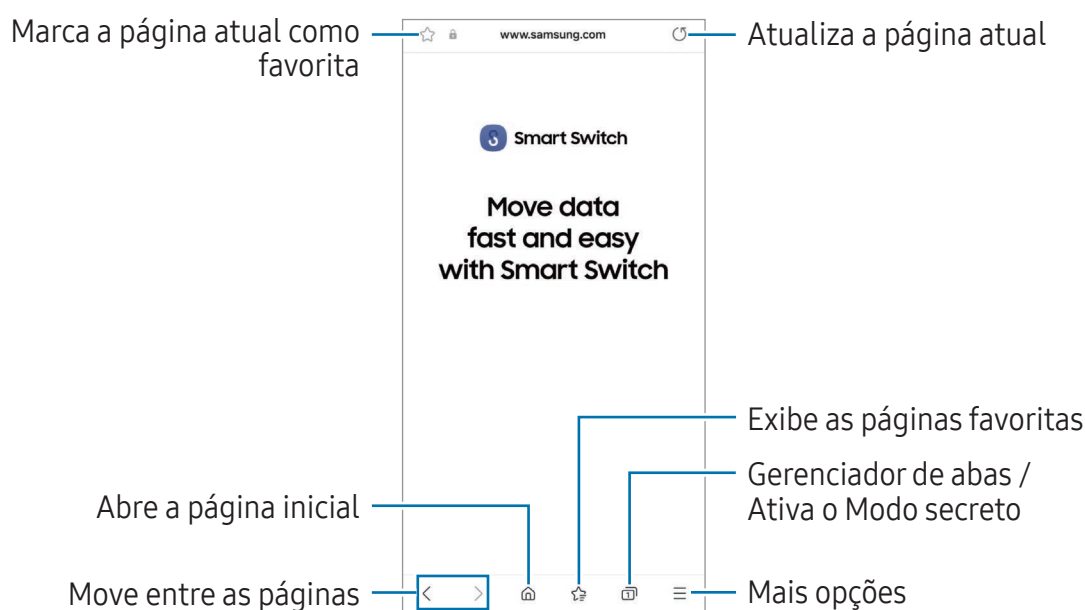 Marca a página atual como
favorita
www.samsung.com
Atualiza a página atual
Smart Switch
Move data
fast and easy
with Smart Switch
Exibe as páginas favoritas
Gerenciador de abas /
Ativa o Modo secreto
Abre a página inicial
Move entre as páginas
1
Mais opções